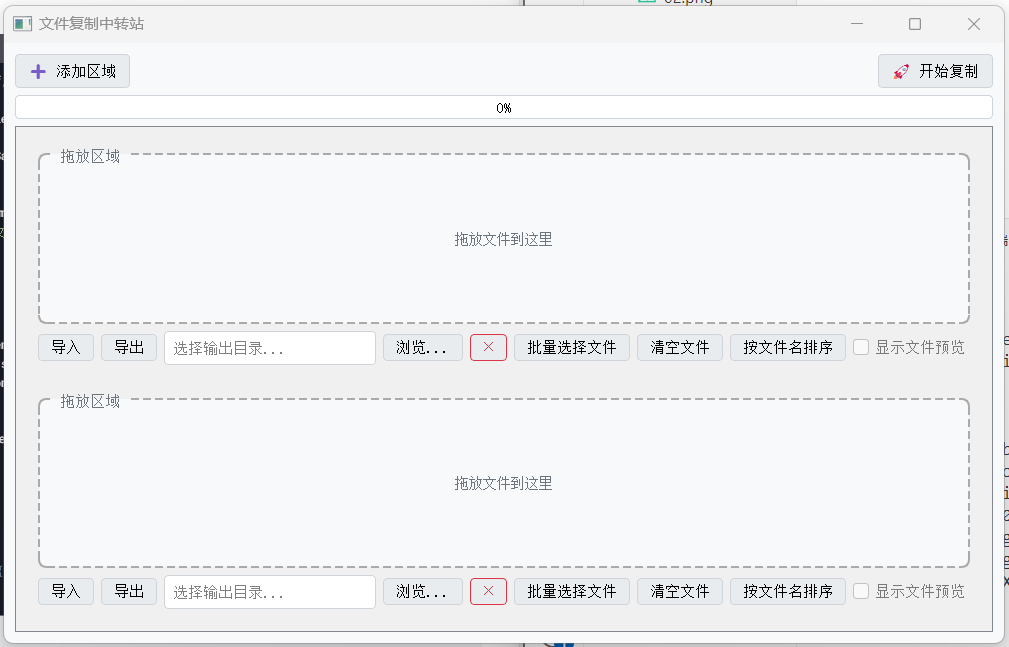 02.png
文件复制中转站
添加区域
开始复制
0%
拖放区域
拖放文件到这里
导入 导出 选择输出目录... 浏览... 批量选择文件 清空文件 按文件名排序 显示文件预览
拖放区域
拖放文件到这里
导入 导出 选择输出目录... 浏览... 批量选择文件 清空文件 按文件名排序 显示文件预览